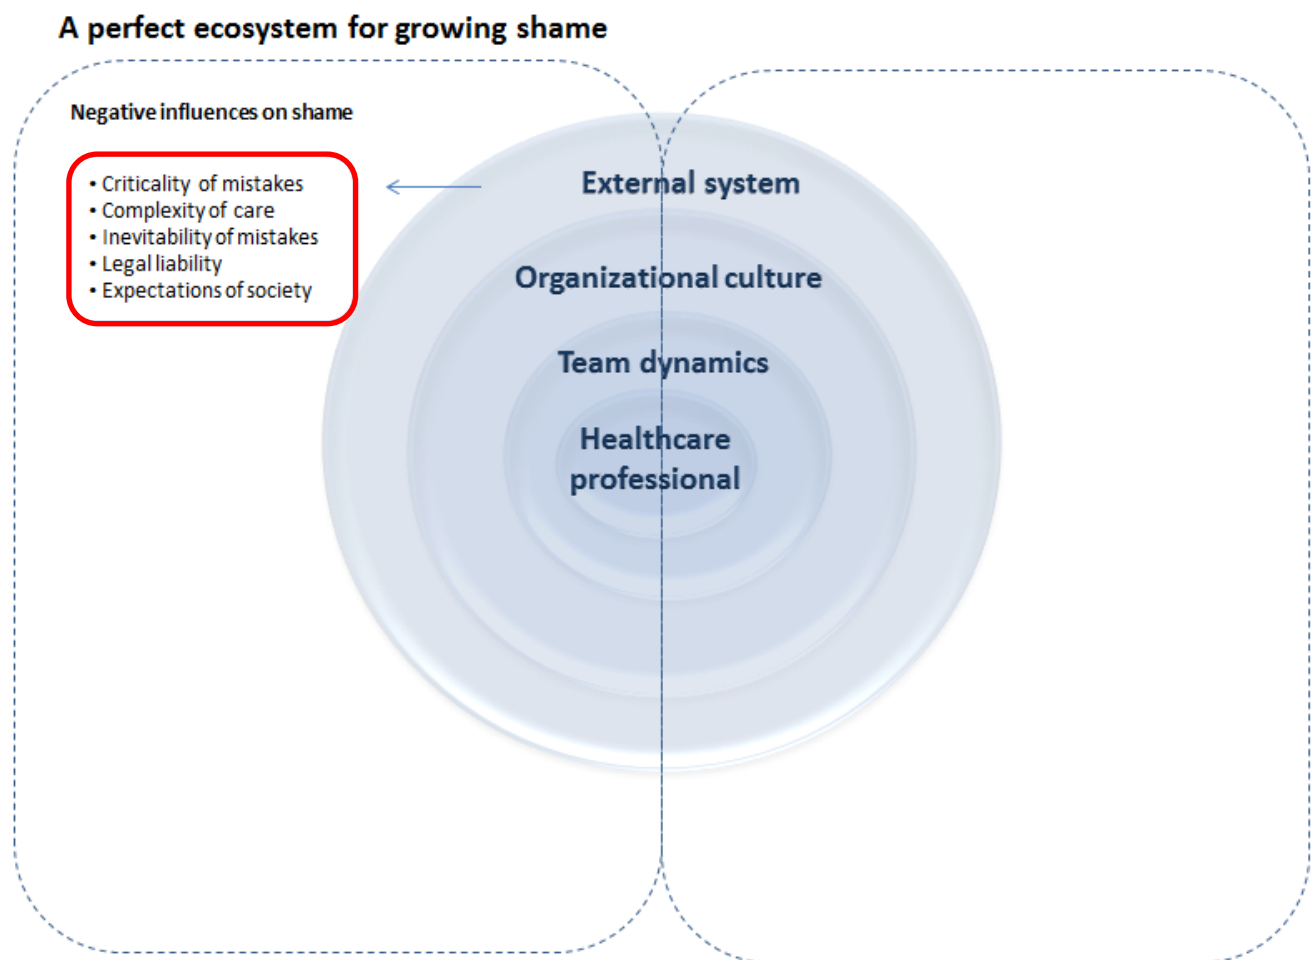 A perfect ecosystem for growing shame
Negative influences on shame
• Criticality of mistakes
• Complexity of care
• Inevitability of mistakes
• Legal liability
• Expectations of society
External system
Organizational culture
Team dynamics
Healthcare
professional